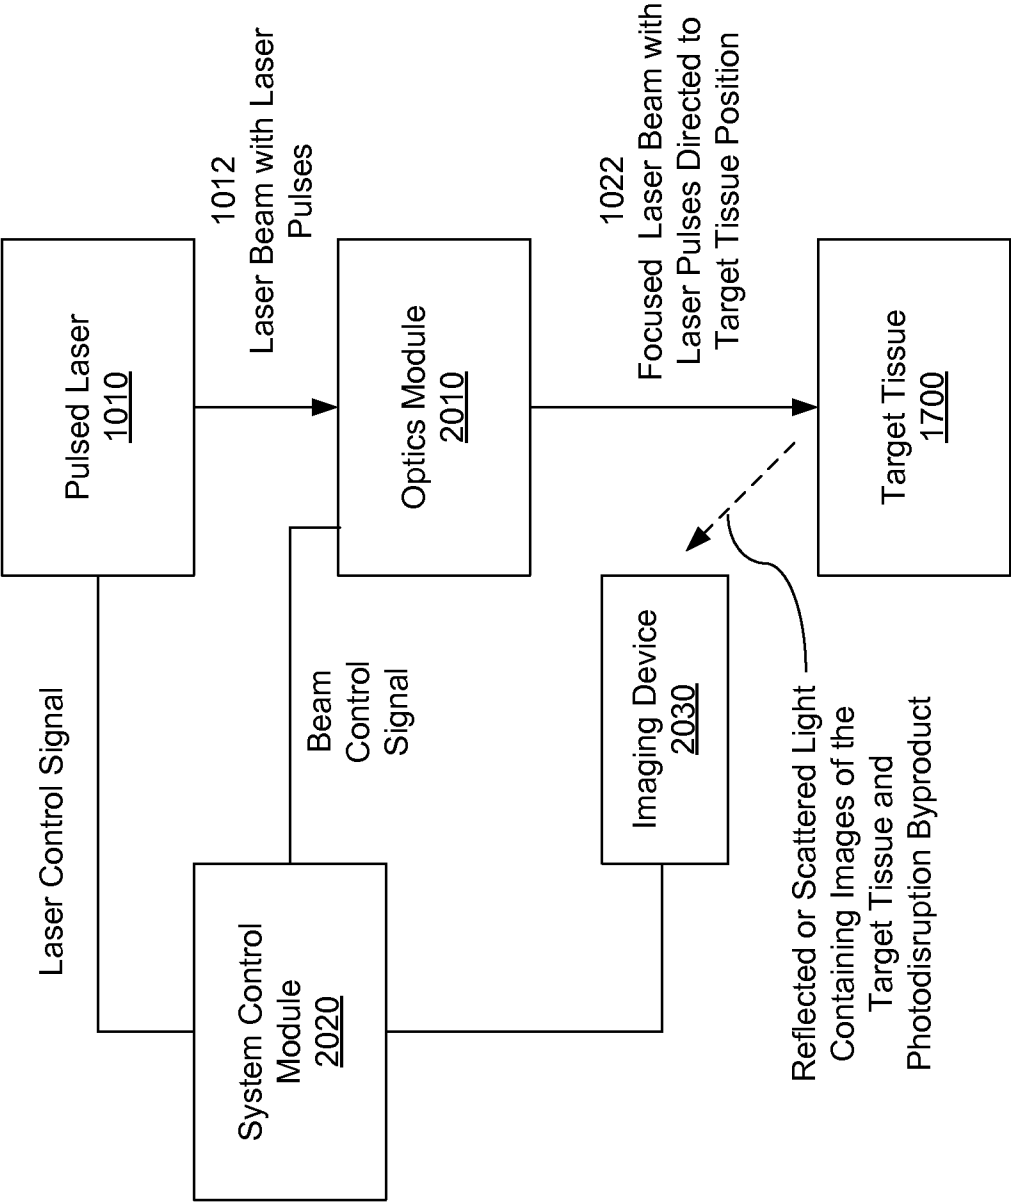 Pulsed Laser
1010
1012
Laser Beam with Laser
Pulses
Optics Module
2010
1022
Focused Laser Beam with
Laser Pulses Directed to
Target Tissue Position
Target Tissue
1700
Laser Control Signal
Beam
Control
Signal
Imaging Device
2030
System Control
Module
2020
Reflected or Scattered Light
Containing Images of the
Target Tissue and
Photodisruption Byproduct